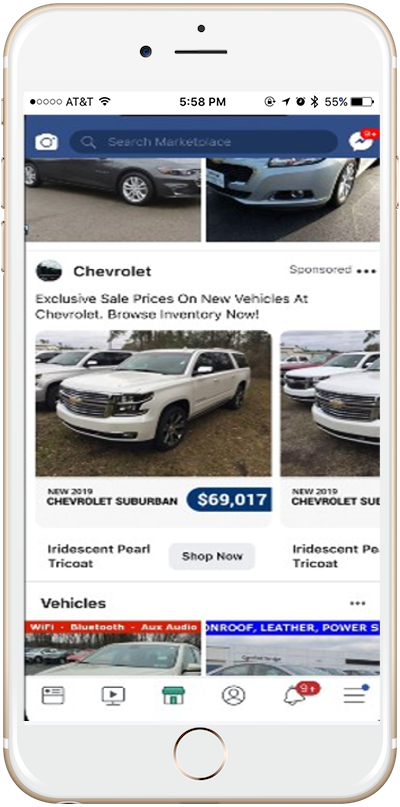 AT&T 5:58 PM 55%
Search Marketplace 9+
Chevrolet Sponsored
Exclusive Sale Prices On New Vehicles At
Chevrolet. Browse Inventory Now!
NEW 2019
CHEVROLET SUBURBAN $69,017
NEW 2019
CHEVROLET SUB
Iridescent Pearl
Tricoat
Shop Now
Iridescent Pe
Tricoat
Vehicles
WiFi - Bluetooth - Aux Audio
ONROOF, LEATHER, POWER S
9+